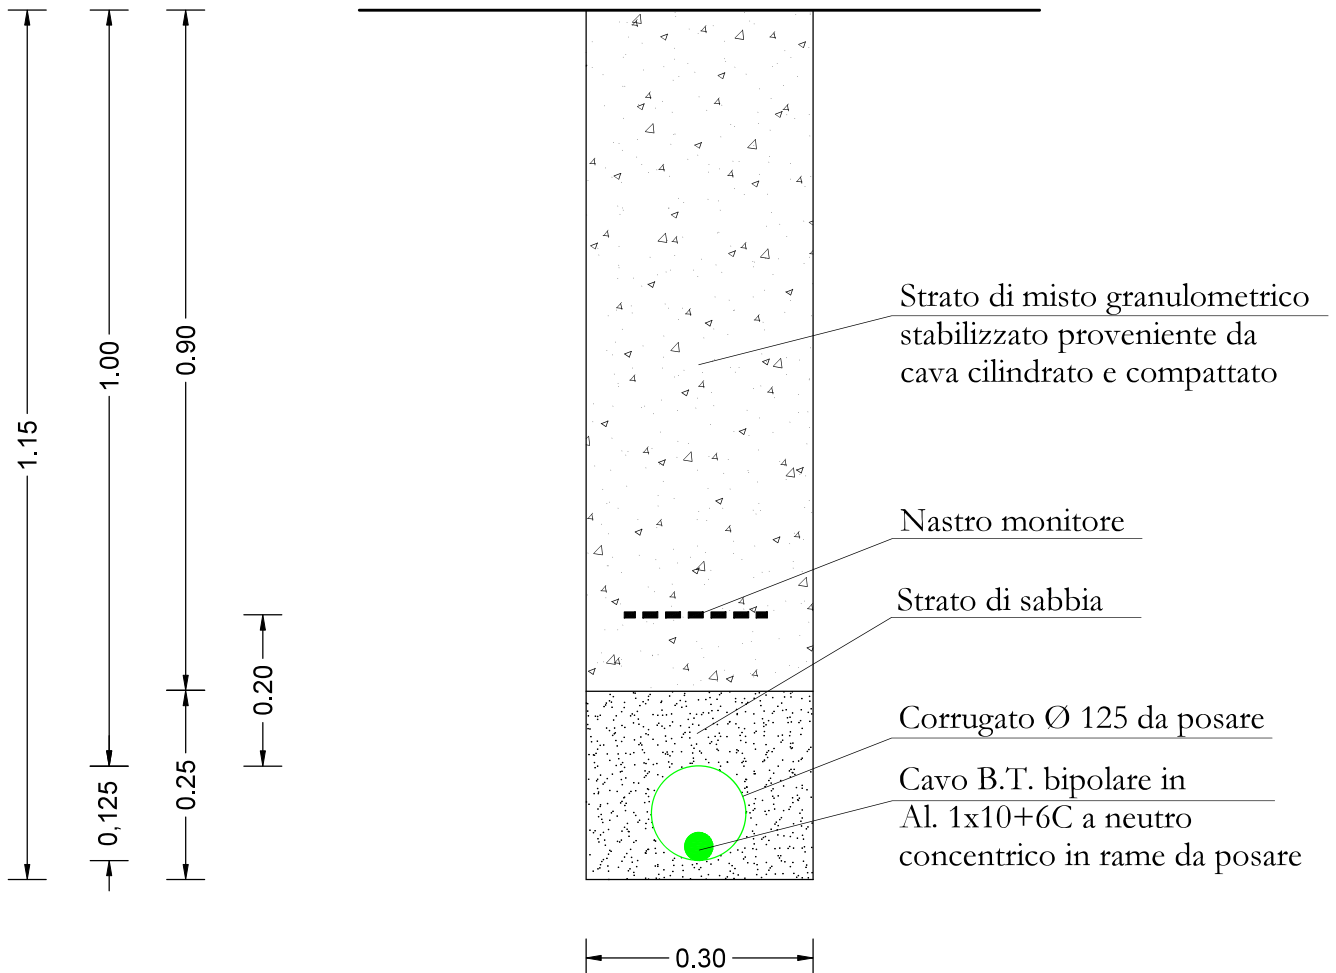 1.15
1.00
0.90
0.20
0.25
0,125
0.30
Strato di misto granulometrico
stabilizzato proveniente da
cava cilindrato e compattato
Nastro monitore
Strato di sabbia
Corrugato Ø 125 da posare
Cavo B.T. bipolare in
Al. 1x10+6C a neutro
concentrico in rame da posare